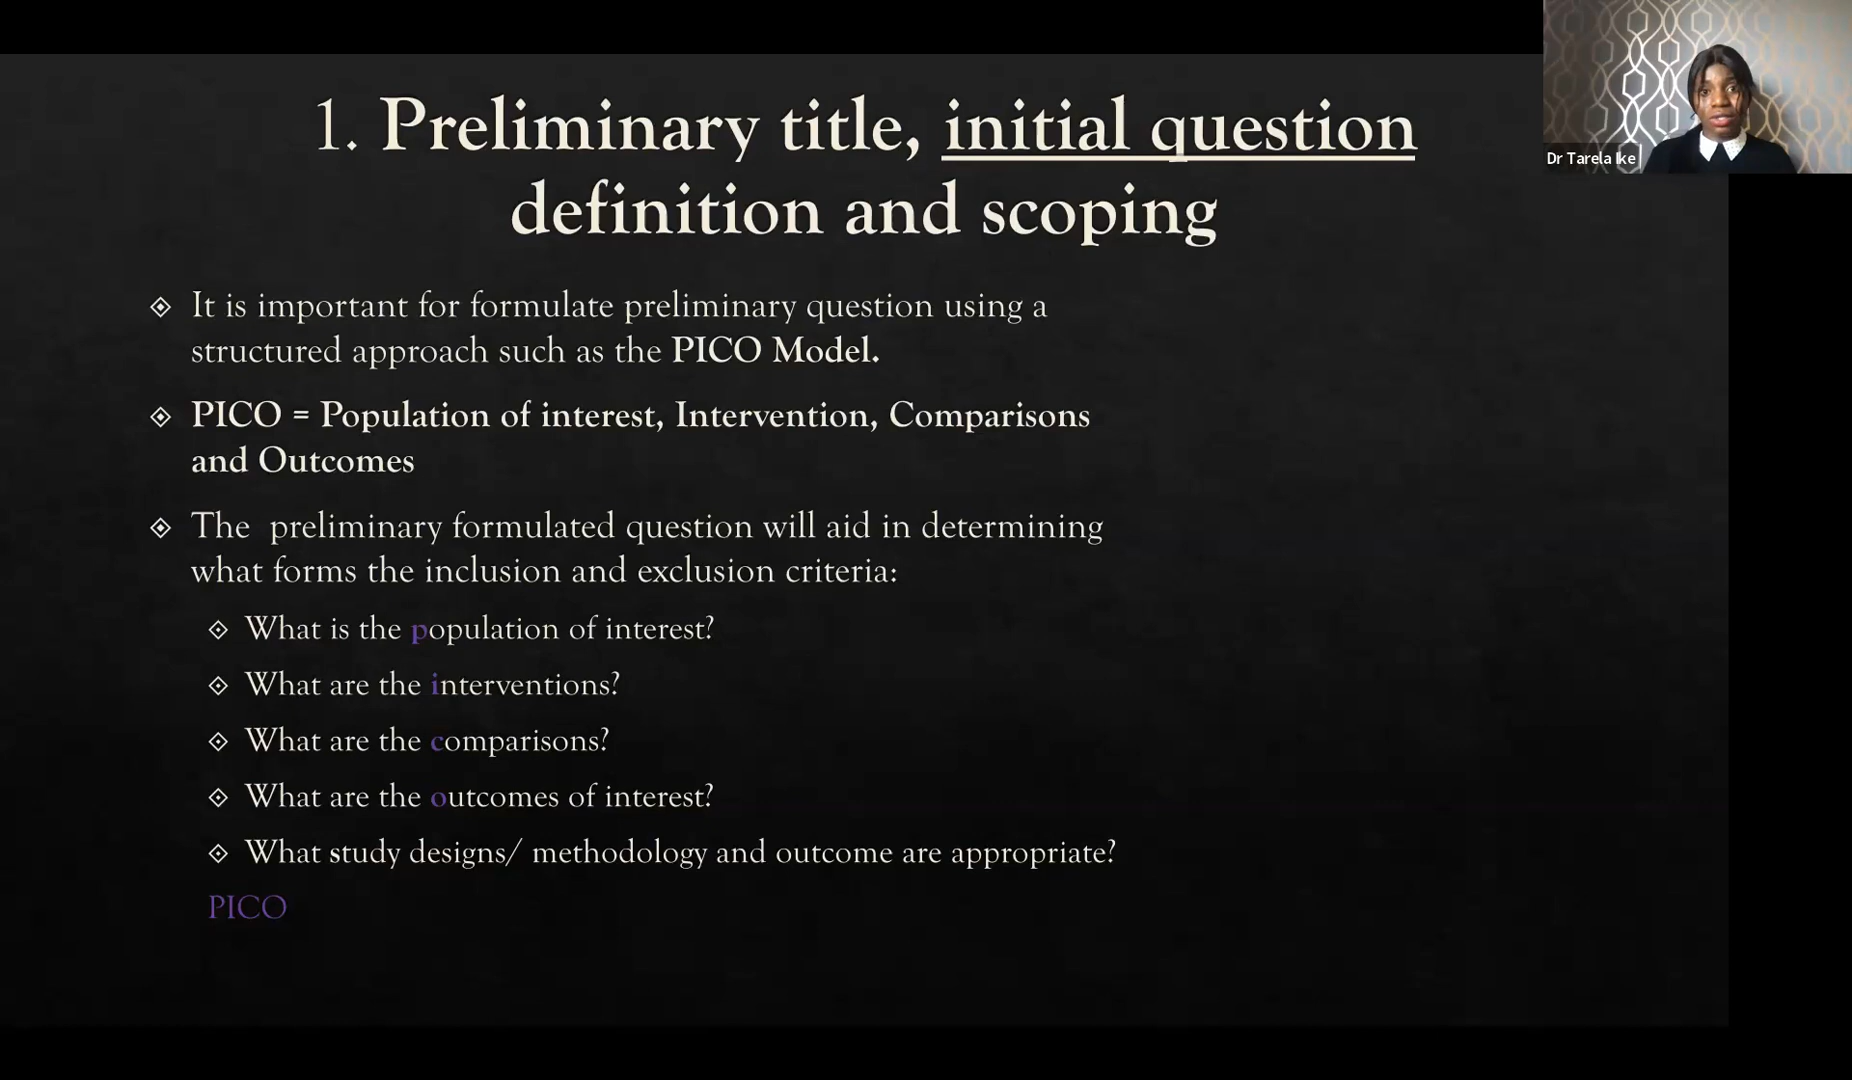 1. Preliminary title, initial question
definition and scoping
Dr Tarela Ike
It is important for formulate preliminary question using a
structured approach such as the PICO Model.
PICO = Population of interest, Intervention, Comparisons
and Outcomes
The preliminary formulated question will aid in determining
what forms the inclusion and exclusion criteria:
What is the population of interest?
What are the interventions?
What are the comparisons?
What are the outcomes of interest?
What study designs/ methodology and outcome are appropriate?
PICO